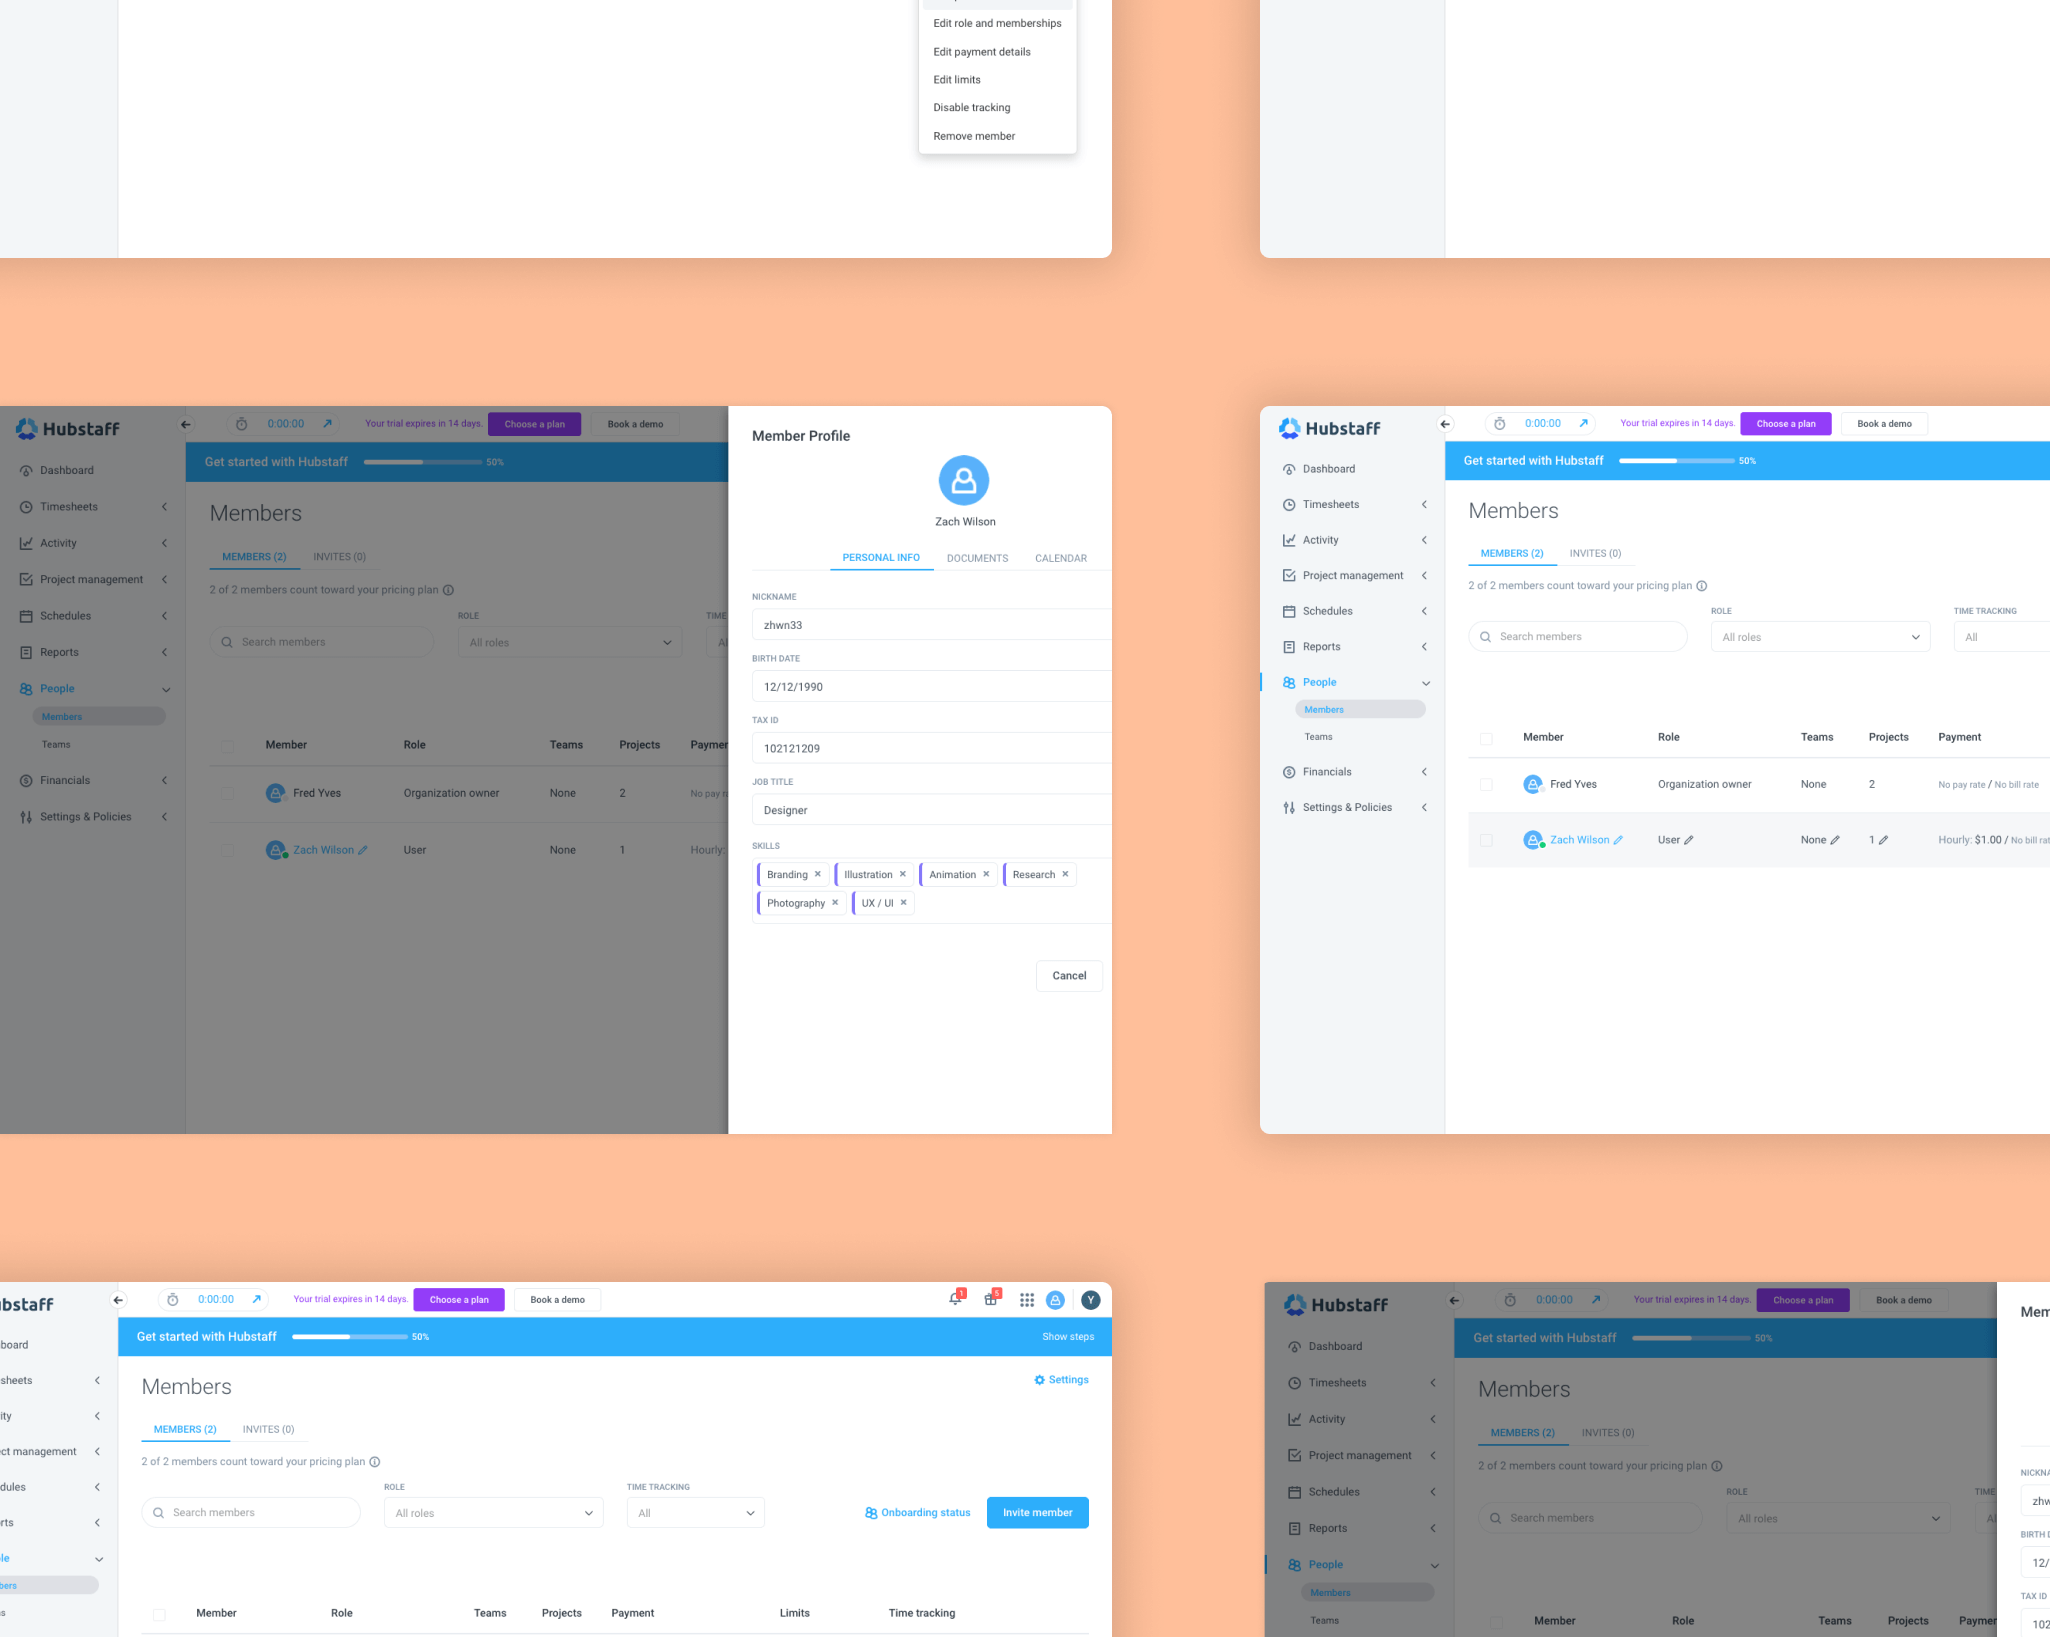 Edit role and memberships
Edit payment details
Edit limits
Disable tracking
Remove member
Hubstaff
0:00:00
Your trial expires in 14 days.
Choose a plan
Book a demo
Get started with Hubstaff
50%
Dashboard
Timesheets
Activity
Project management
Schedules
Reports
People
Members
Teams
Financials
Settings & Policies
Members
MEMBERS (2) INVITES (0)
2 of 2 members count toward your pricing plan
ROLE TIME
Search members All roles
Member Role Teams Projects
Fred Yves Organization owner None 2 No pay
Zach Wilson User None 1 Hourly:
Member Profile
Zach Wilson
PERSONAL INFO DOCUMENTS CALENDAR
NICKNAME
zhwn33
BIRTH DATE
12/12/1990
TAX ID
102121209
JOB TITLE
Designer
SKILLS
Branding × Illustration × Animation × Research ×
Photography × UX / UI ×
Cancel
Hubstaff
0:00:00
Your trial expires in 14 days.
Choose a plan
Book a demo
Get started with Hubstaff
50%
Dashboard
Timesheets
Activity
Project management
Schedules
Reports
People
Members
Teams
Financials
Settings & Policies
Members
MEMBERS (2) INVITES (0)
2 of 2 members count toward your pricing plan
ROLE TIME TRACKING
Search members All roles All
Member Role Teams Projects Payment
Fred Yves Organization owner None 2 No pay rate / No bill rate
Zach Wilson User None 1 Hourly: $1.00 / No bill
0:00:00
Your trial expires in 14 days.
Choose a plan
Book a demo
1
5
Y
Get started with Hubstaff
50%
Show steps
management
Members
Settings
MEMBERS (2) INVITES (0)
2 of 2 members count toward your pricing plan
ROLE TIME TRACKING
Search members All roles All Onboarding status Invite member
Member Role Teams Projects Payment Limits Time tracking
Hubstaff
0:00:00
Your trial expires in 14 days.
Choose a plan
Book a demo
Get started with Hubstaff
50%
Dashboard
Timesheets
Activity
Project management
Schedules
Reports
People
Members
Teams
Members
MEMBERS (2) INVITES (0)
2 of 2 members count toward your pricing plan
ROLE TIME
Search members All roles
Member Role Teams Projects
BIRTH
12/
TAX ID
102